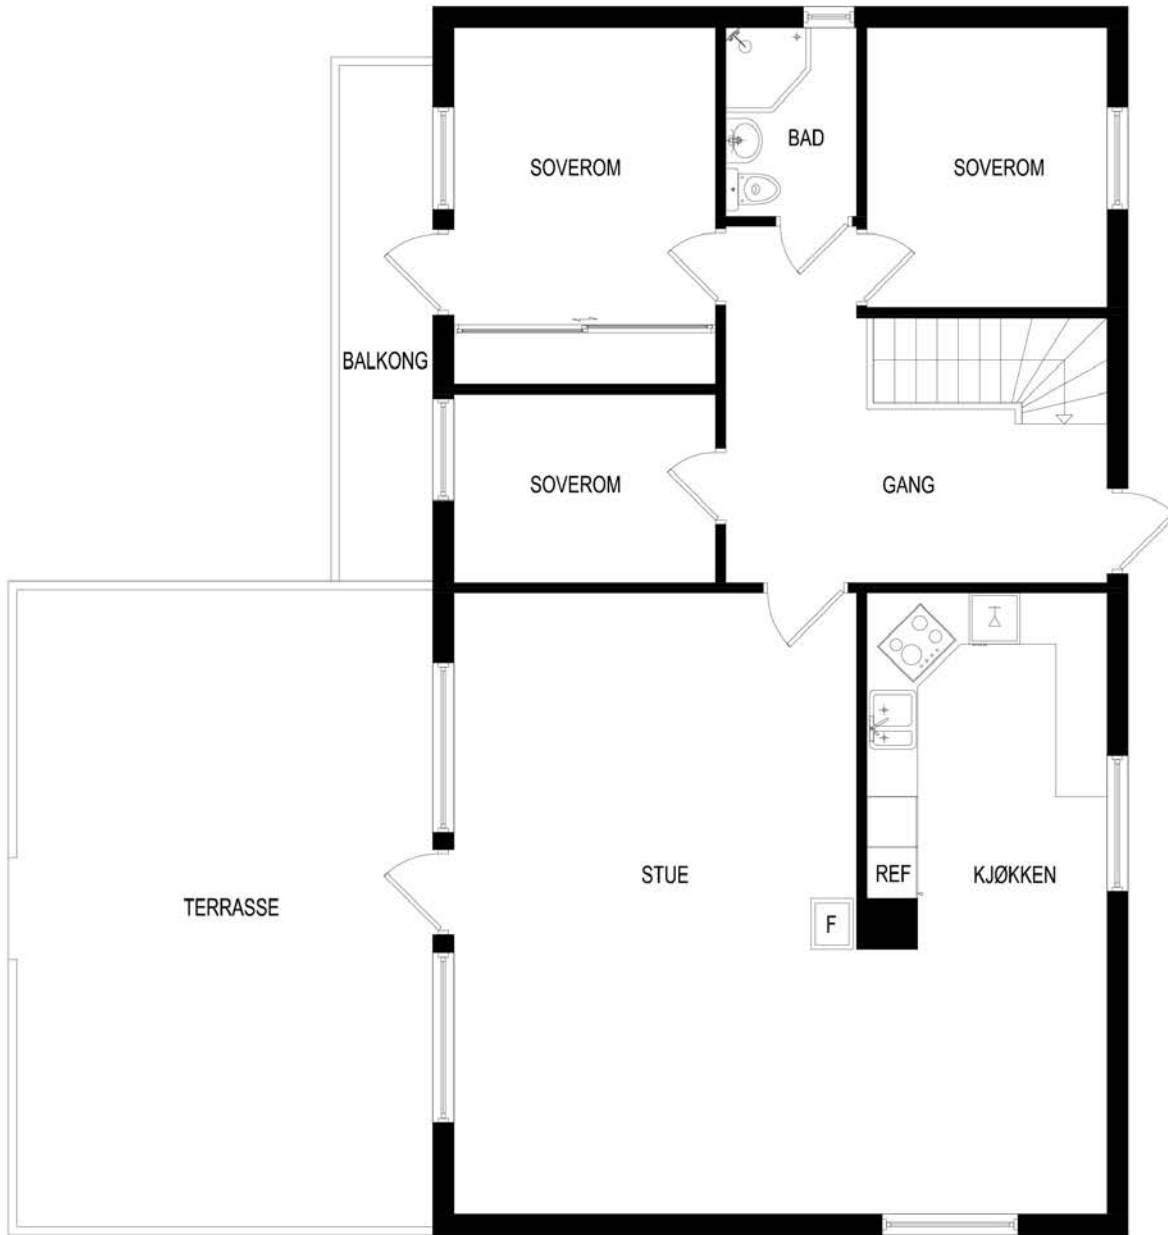 BAD
SOVEROM
SOVEROM
BALKONG
SOVEROM
GANG
STUE
REF
KJØKKEN
TERRASSE
F